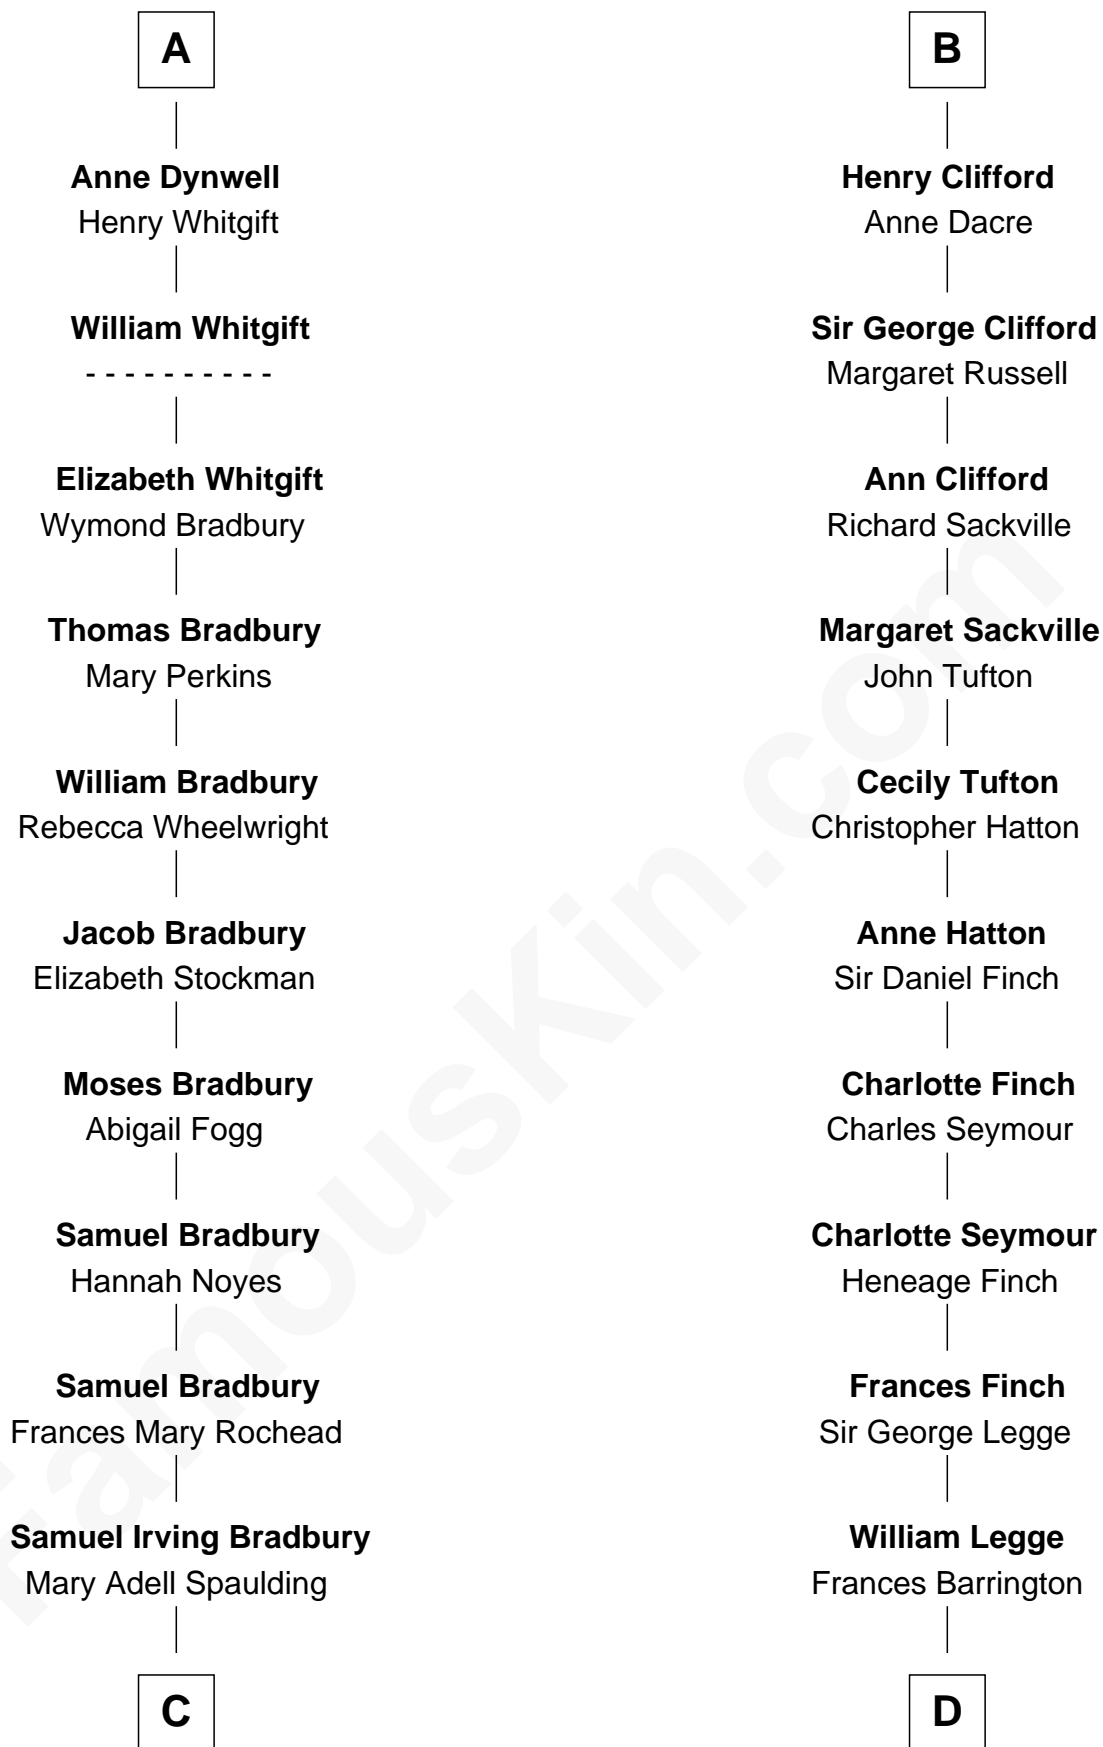 A
Anne Dynwell
Henry Whitgift
William Whitgift
- - - - - - - - - -
Elizabeth Whitgift
Wymond Bradbury
Thomas Bradbury
Mary Perkins
William Bradbury
Rebecca Wheelwright
Jacob Bradbury
Elizabeth Stockman
Moses Bradbury
Abigail Fogg
Samuel Bradbury
Hannah Noyes
Samuel Bradbury
Frances Mary Rochead
Samuel Irving Bradbury
Mary Adell Spaulding
C
B
Henry Clifford
Anne Dacre
Sir George Clifford
Margaret Russell
Ann Clifford
Richard Sackville
Margaret Sackville
John Tufton
Cecily Tufton
Christopher Hatton
Anne Hatton
Sir Daniel Finch
Charlotte Finch
Charles Seymour
Charlotte Seymour
Heneage Finch
Frances Finch
Sir George Legge
William Legge
Frances Barrington
D
FamousKin.com